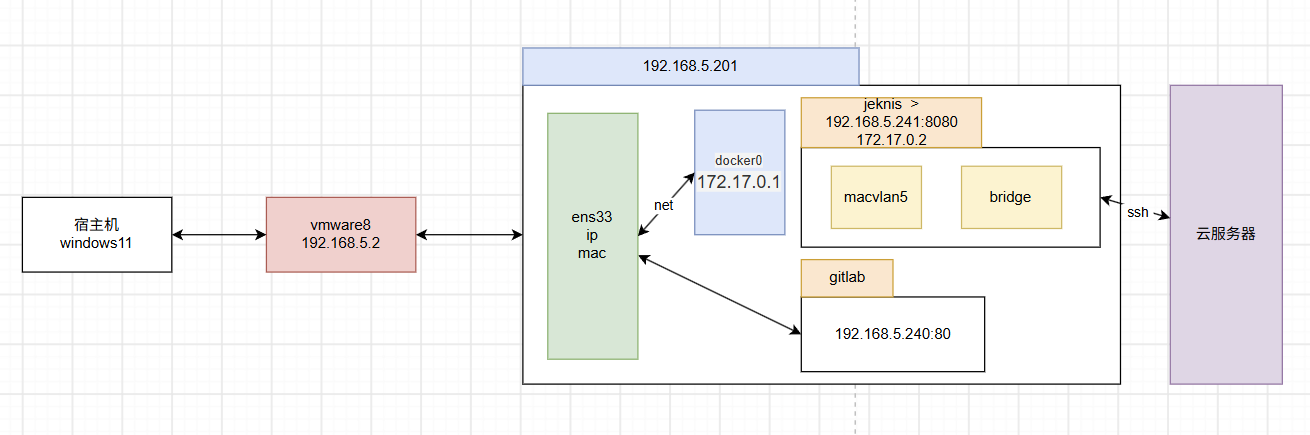 宿主机
windows11
vmware8
192.168.5.2
192.168.5.201
ens33
ip
mac
net
docker0
172.17.0.1
jeknis >
192.168.5.241:8080
172.17.0.2
macvlan5
bridge
gitlab
192.168.5.240:80
ssh
云服务器